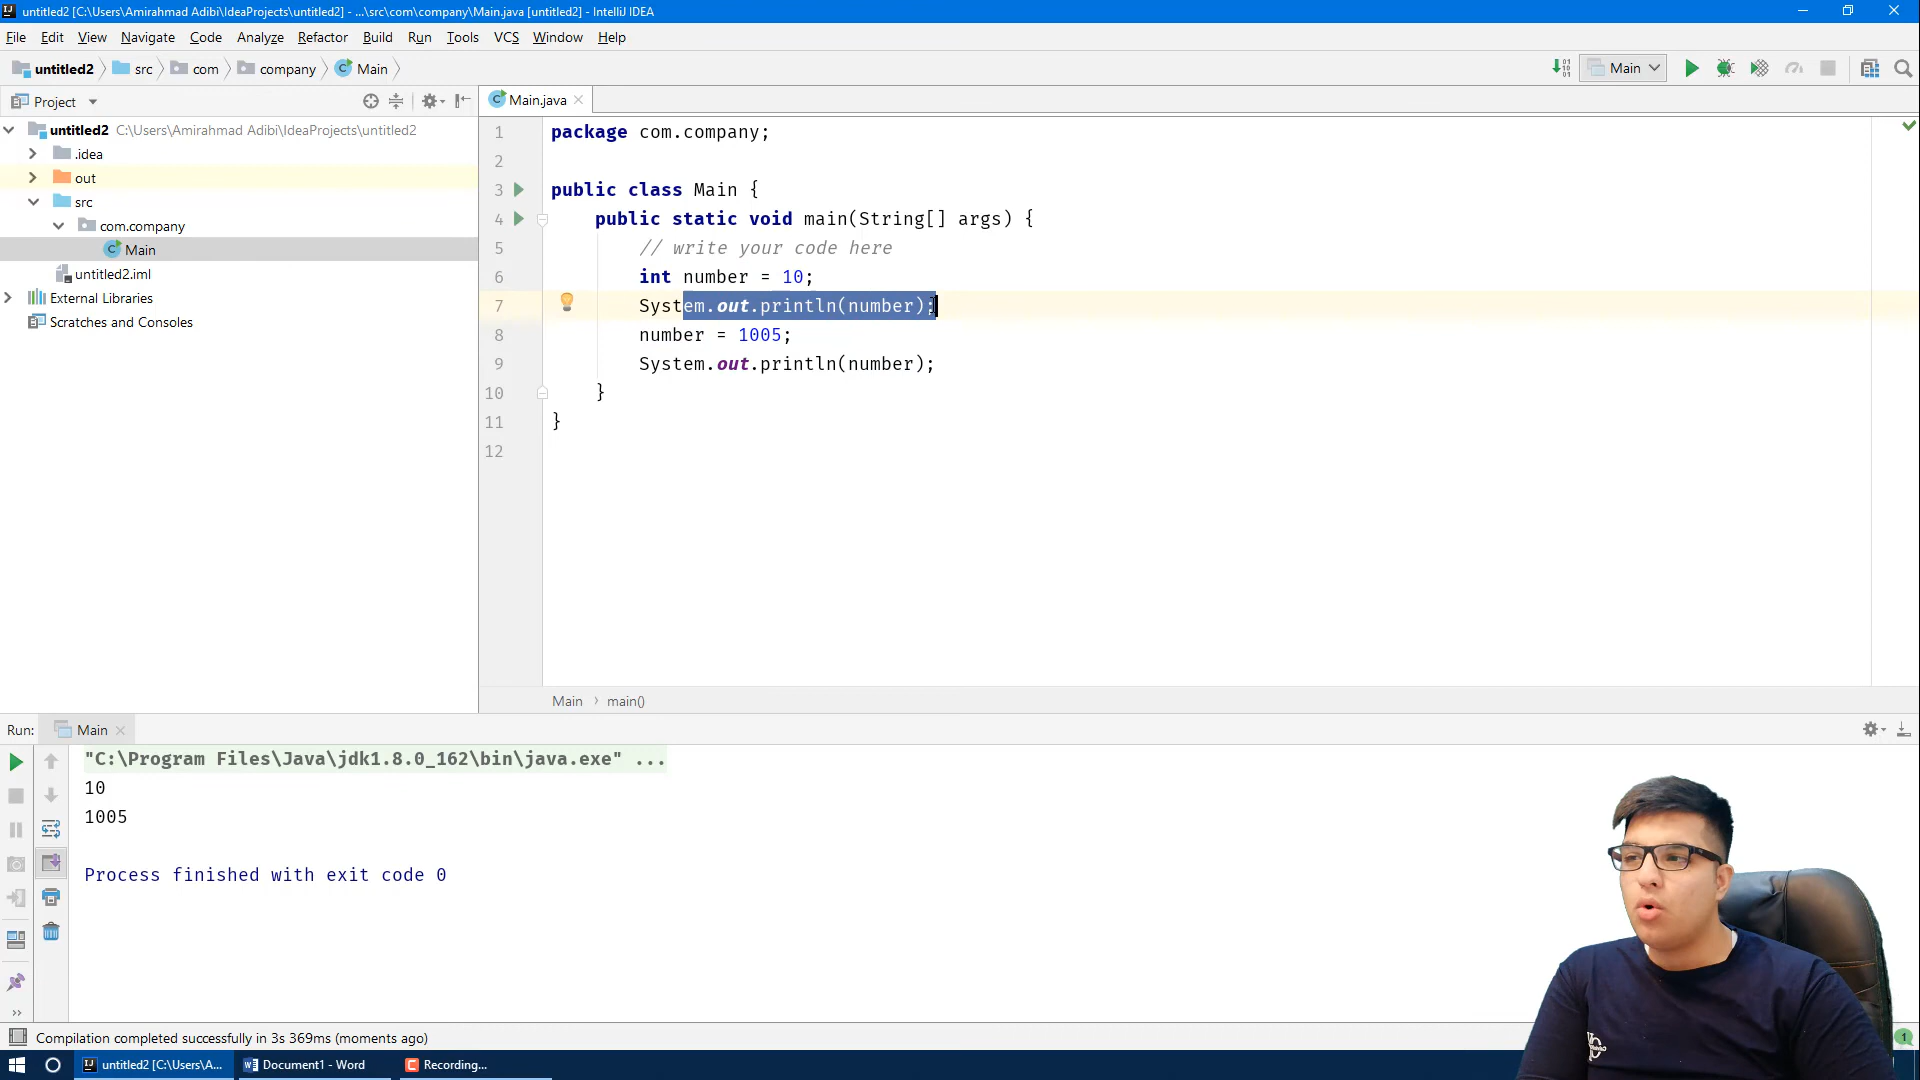 untitled2 [C:\Users\Amirahmad Adibi\IdeaProjects\untitled2] - ...\src\com\company\Main.java [untitled2] - IntelliJ IDEA
File Edit View Navigate Code Analyze Refactor Build Run Tools VCS Window Help
untitled2 src com company Main
Main
Project
Main.java
untitled2 C:\Users\Amirahmad Adibi\IdeaProjects\untitled2
.idea
out
src
com.company
Main
untitled2.iml
External Libraries
Scratches and Consoles
1 package com.company;
2
3 public class Main {
4 public static void main(String[] args) {
5 // write your code here
6 int number = 10;
7 System.out.println(number);
8 number = 1005;
9 System.out.println(number);
10 }
11 }
12
Main › main()
Run: Main
"C:\Program Files\Java\jdk1.8.0_162\bin\java.exe" ...
10
1005
Process finished with exit code 0
Compilation completed successfully in 3s 369ms (moments ago)
1
untitled2 [C:\Users\A...
Document1 - Word
Recording...